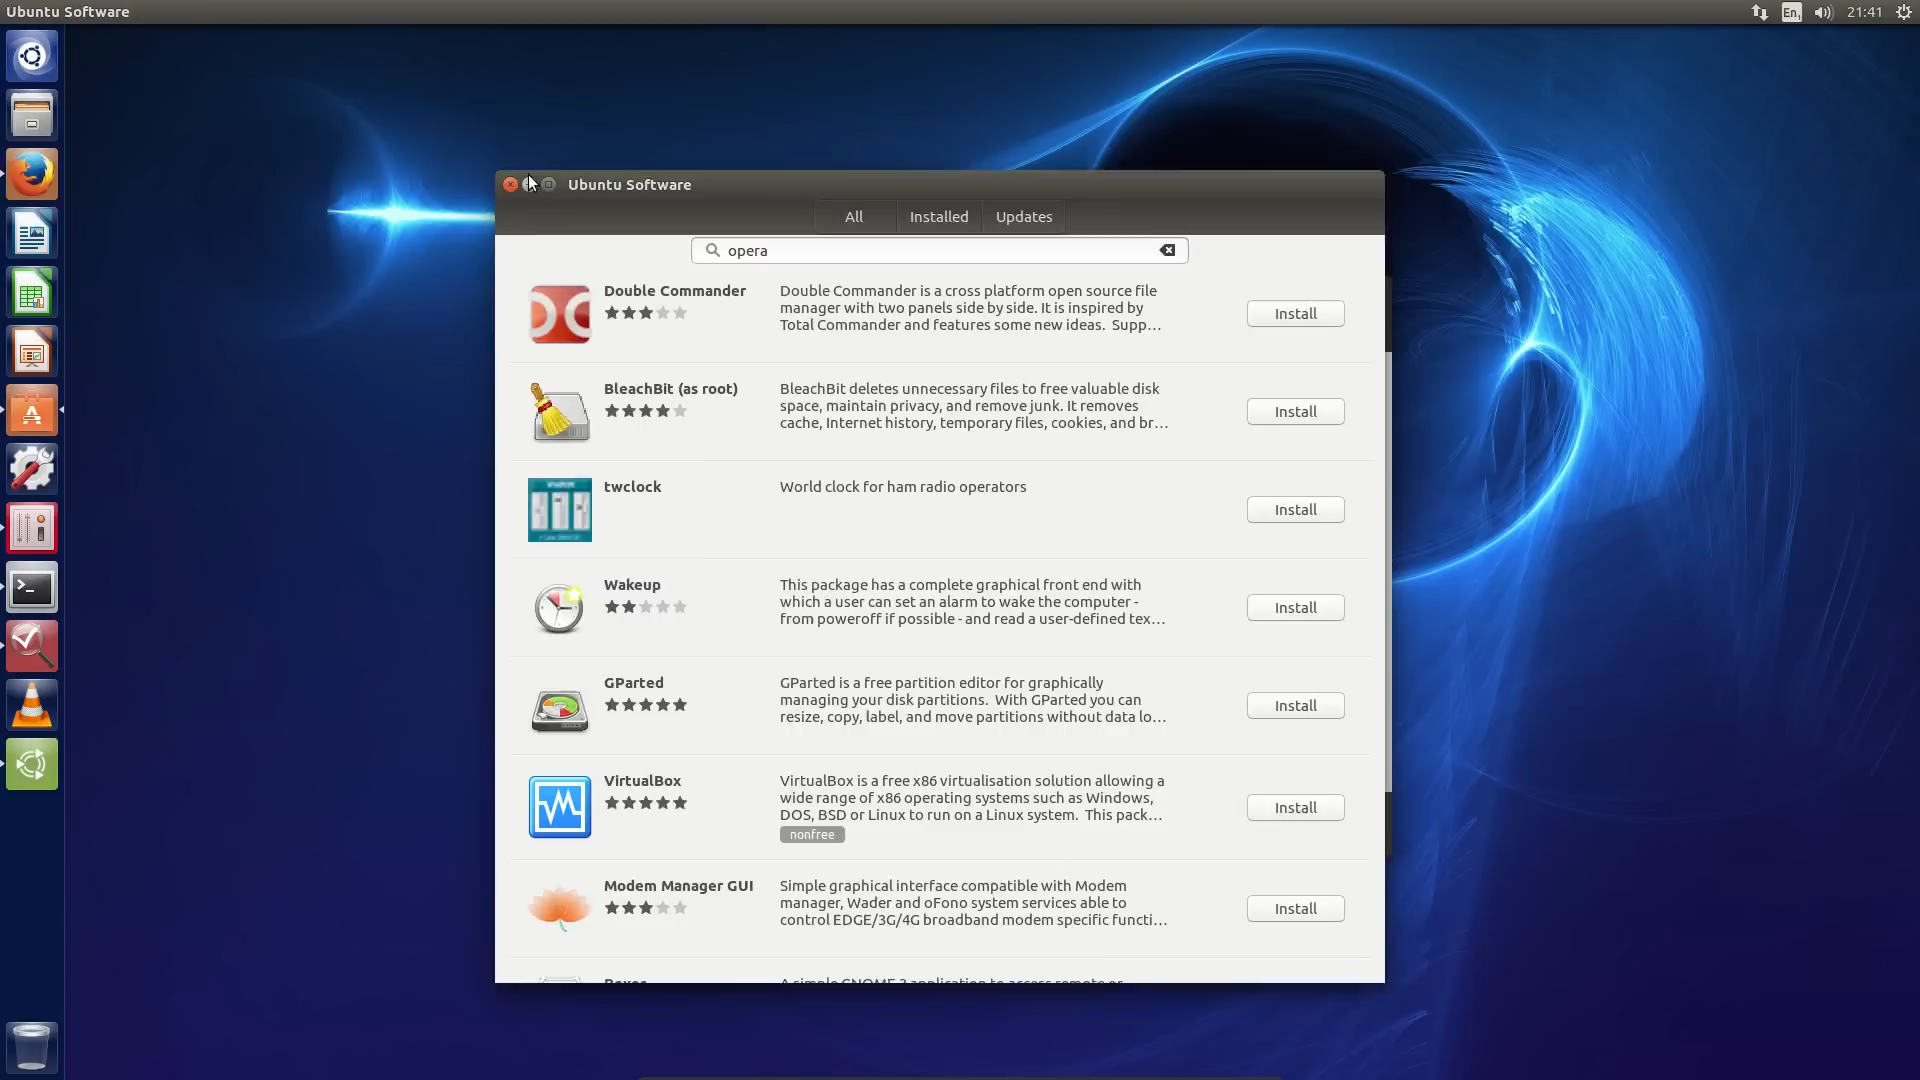 Ubuntu Software
En
21:41
Ubuntu Software
All Installed Updates
opera
Double Commander
Double Commander is a cross platform open source file
manager with two panels side by side. It is inspired by
Total Commander and features some new ideas. Supp...
Install
BleachBit (as root)
BleachBit deletes unnecessary files to free valuable disk
space, maintain privacy, and remove junk. It removes
cache, Internet history, temporary files, cookies, and br...
Install
twclock
World clock for ham radio operators
Install
Wakeup
This package has a complete graphical front end with
which a user can set an alarm to wake the computer -
from poweroff if possible - and read a user-defined tex...
Install
GParted
GParted is a free partition editor for graphically
managing your disk partitions. With GParted you can
resize, copy, label, and move partitions without data lo...
Install
VirtualBox
VirtualBox is a free x86 virtualisation solution allowing a
wide range of x86 operating systems such as Windows,
DOS, BSD or Linux to run on a Linux system. This pack...
nonfree
Install
Modem Manager GUI
Simple graphical interface compatible with Modem
manager, Wader and oFono system services able to
control EDGE/3G/4G broadband modem specific functi...
Install
Boxes
A simple GNOME 3 application to access remote or